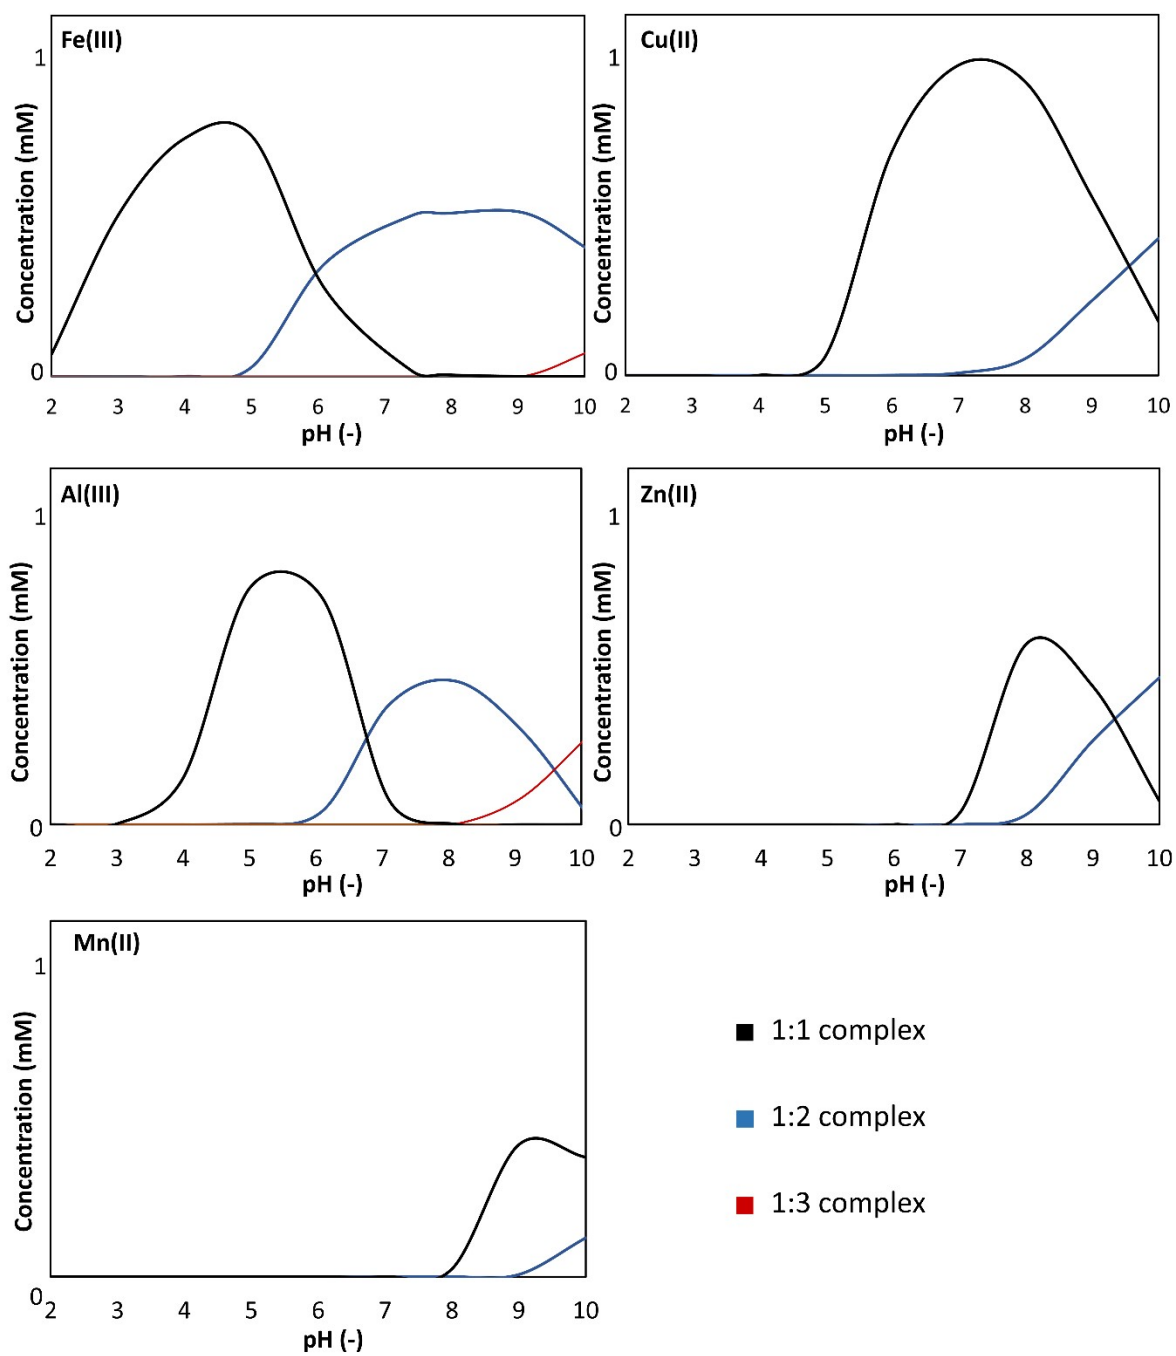 Fe(III)
1
0
Concentration (mM)
2 3 4 5 6 7 8 9 10
pH (-)
Cu(II)
1
0
Concentration (mM)
2 3 4 5 6 7 8 9 10
pH (-)
Al(III)
1
0
Concentration (mM)
2 3 4 5 6 7 8 9 10
pH (-)
Zn(II)
1
0
Concentration (mM)
2 3 4 5 6 7 8 9 10
pH (-)
Mn(II)
1
0
Concentration (mM)
2 3 4 5 6 7 8 9 10
pH (-)
1:1 complex
1:2 complex
1:3 complex